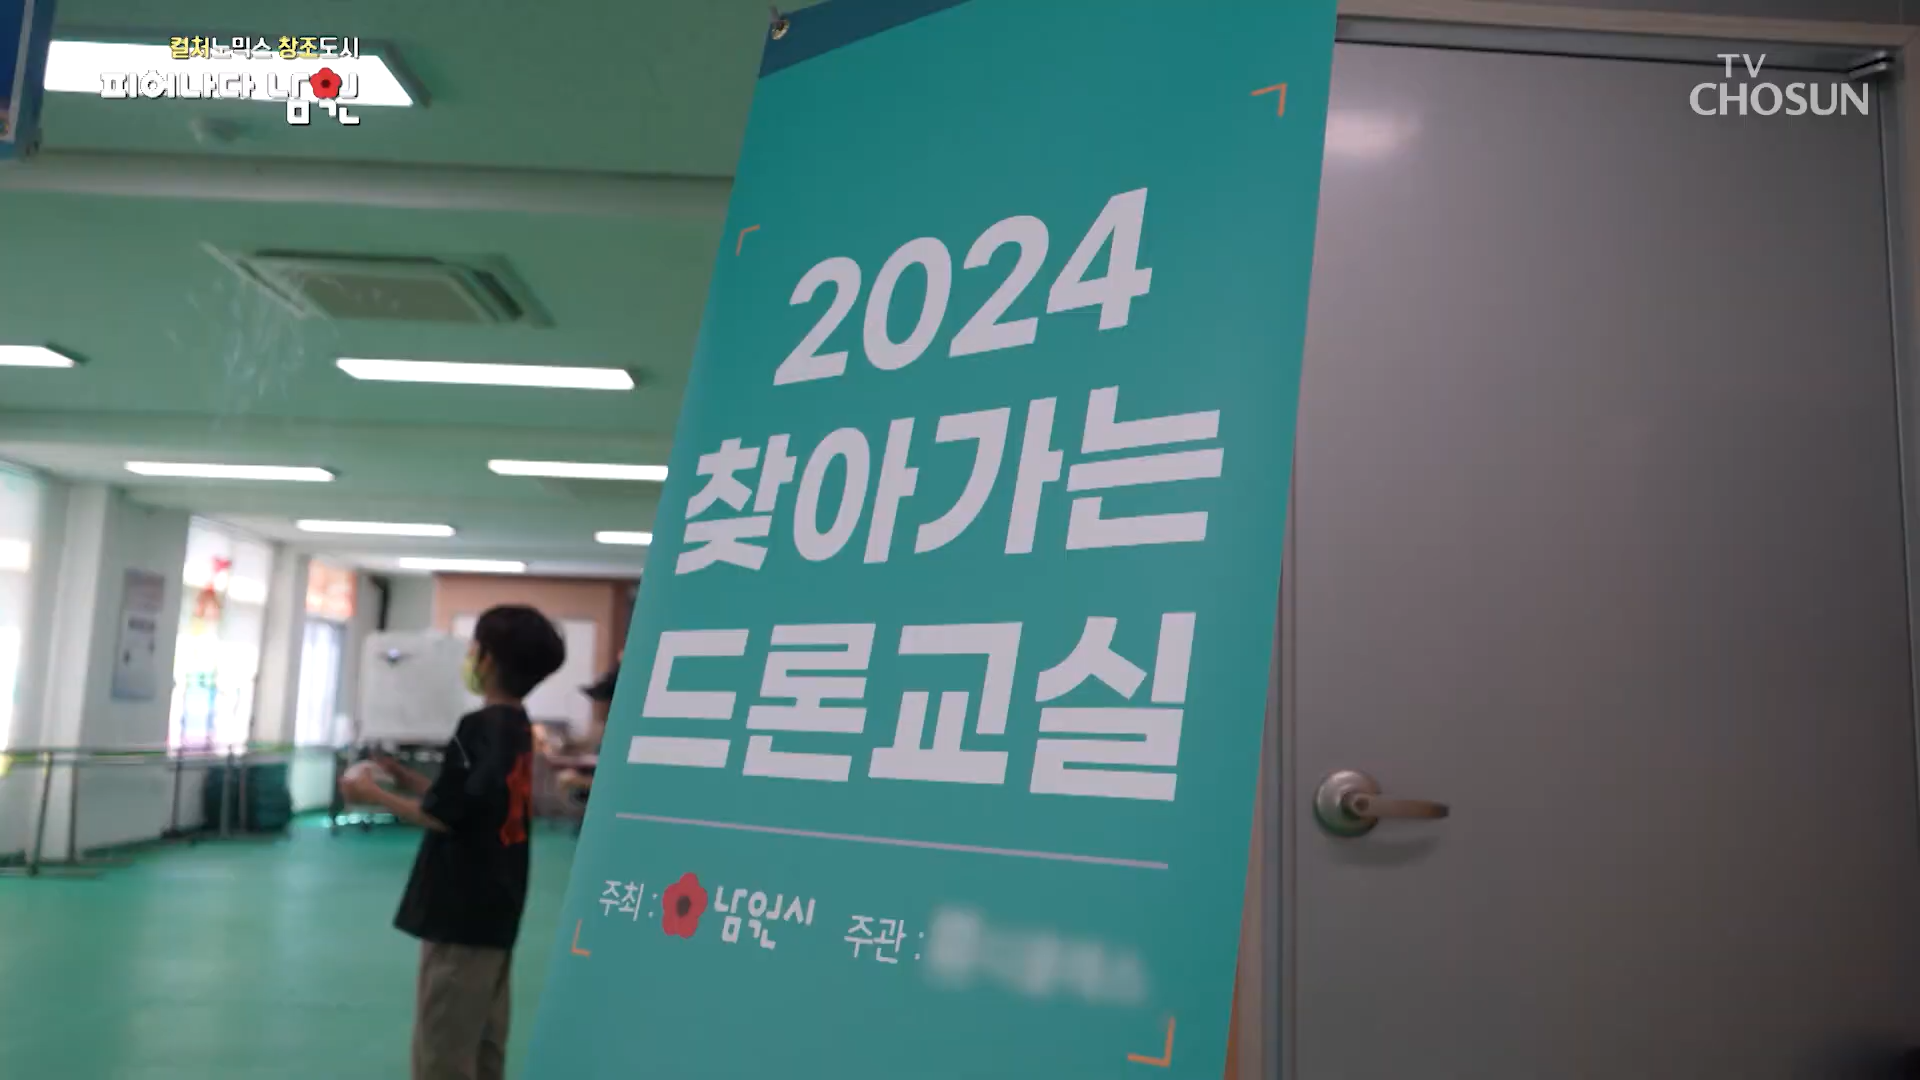 컬처노믹스 창조도시
피어나다 남원
TV
CHOSUN
2024
찾아가는
드론교실
주최 : 남원시 주관 :